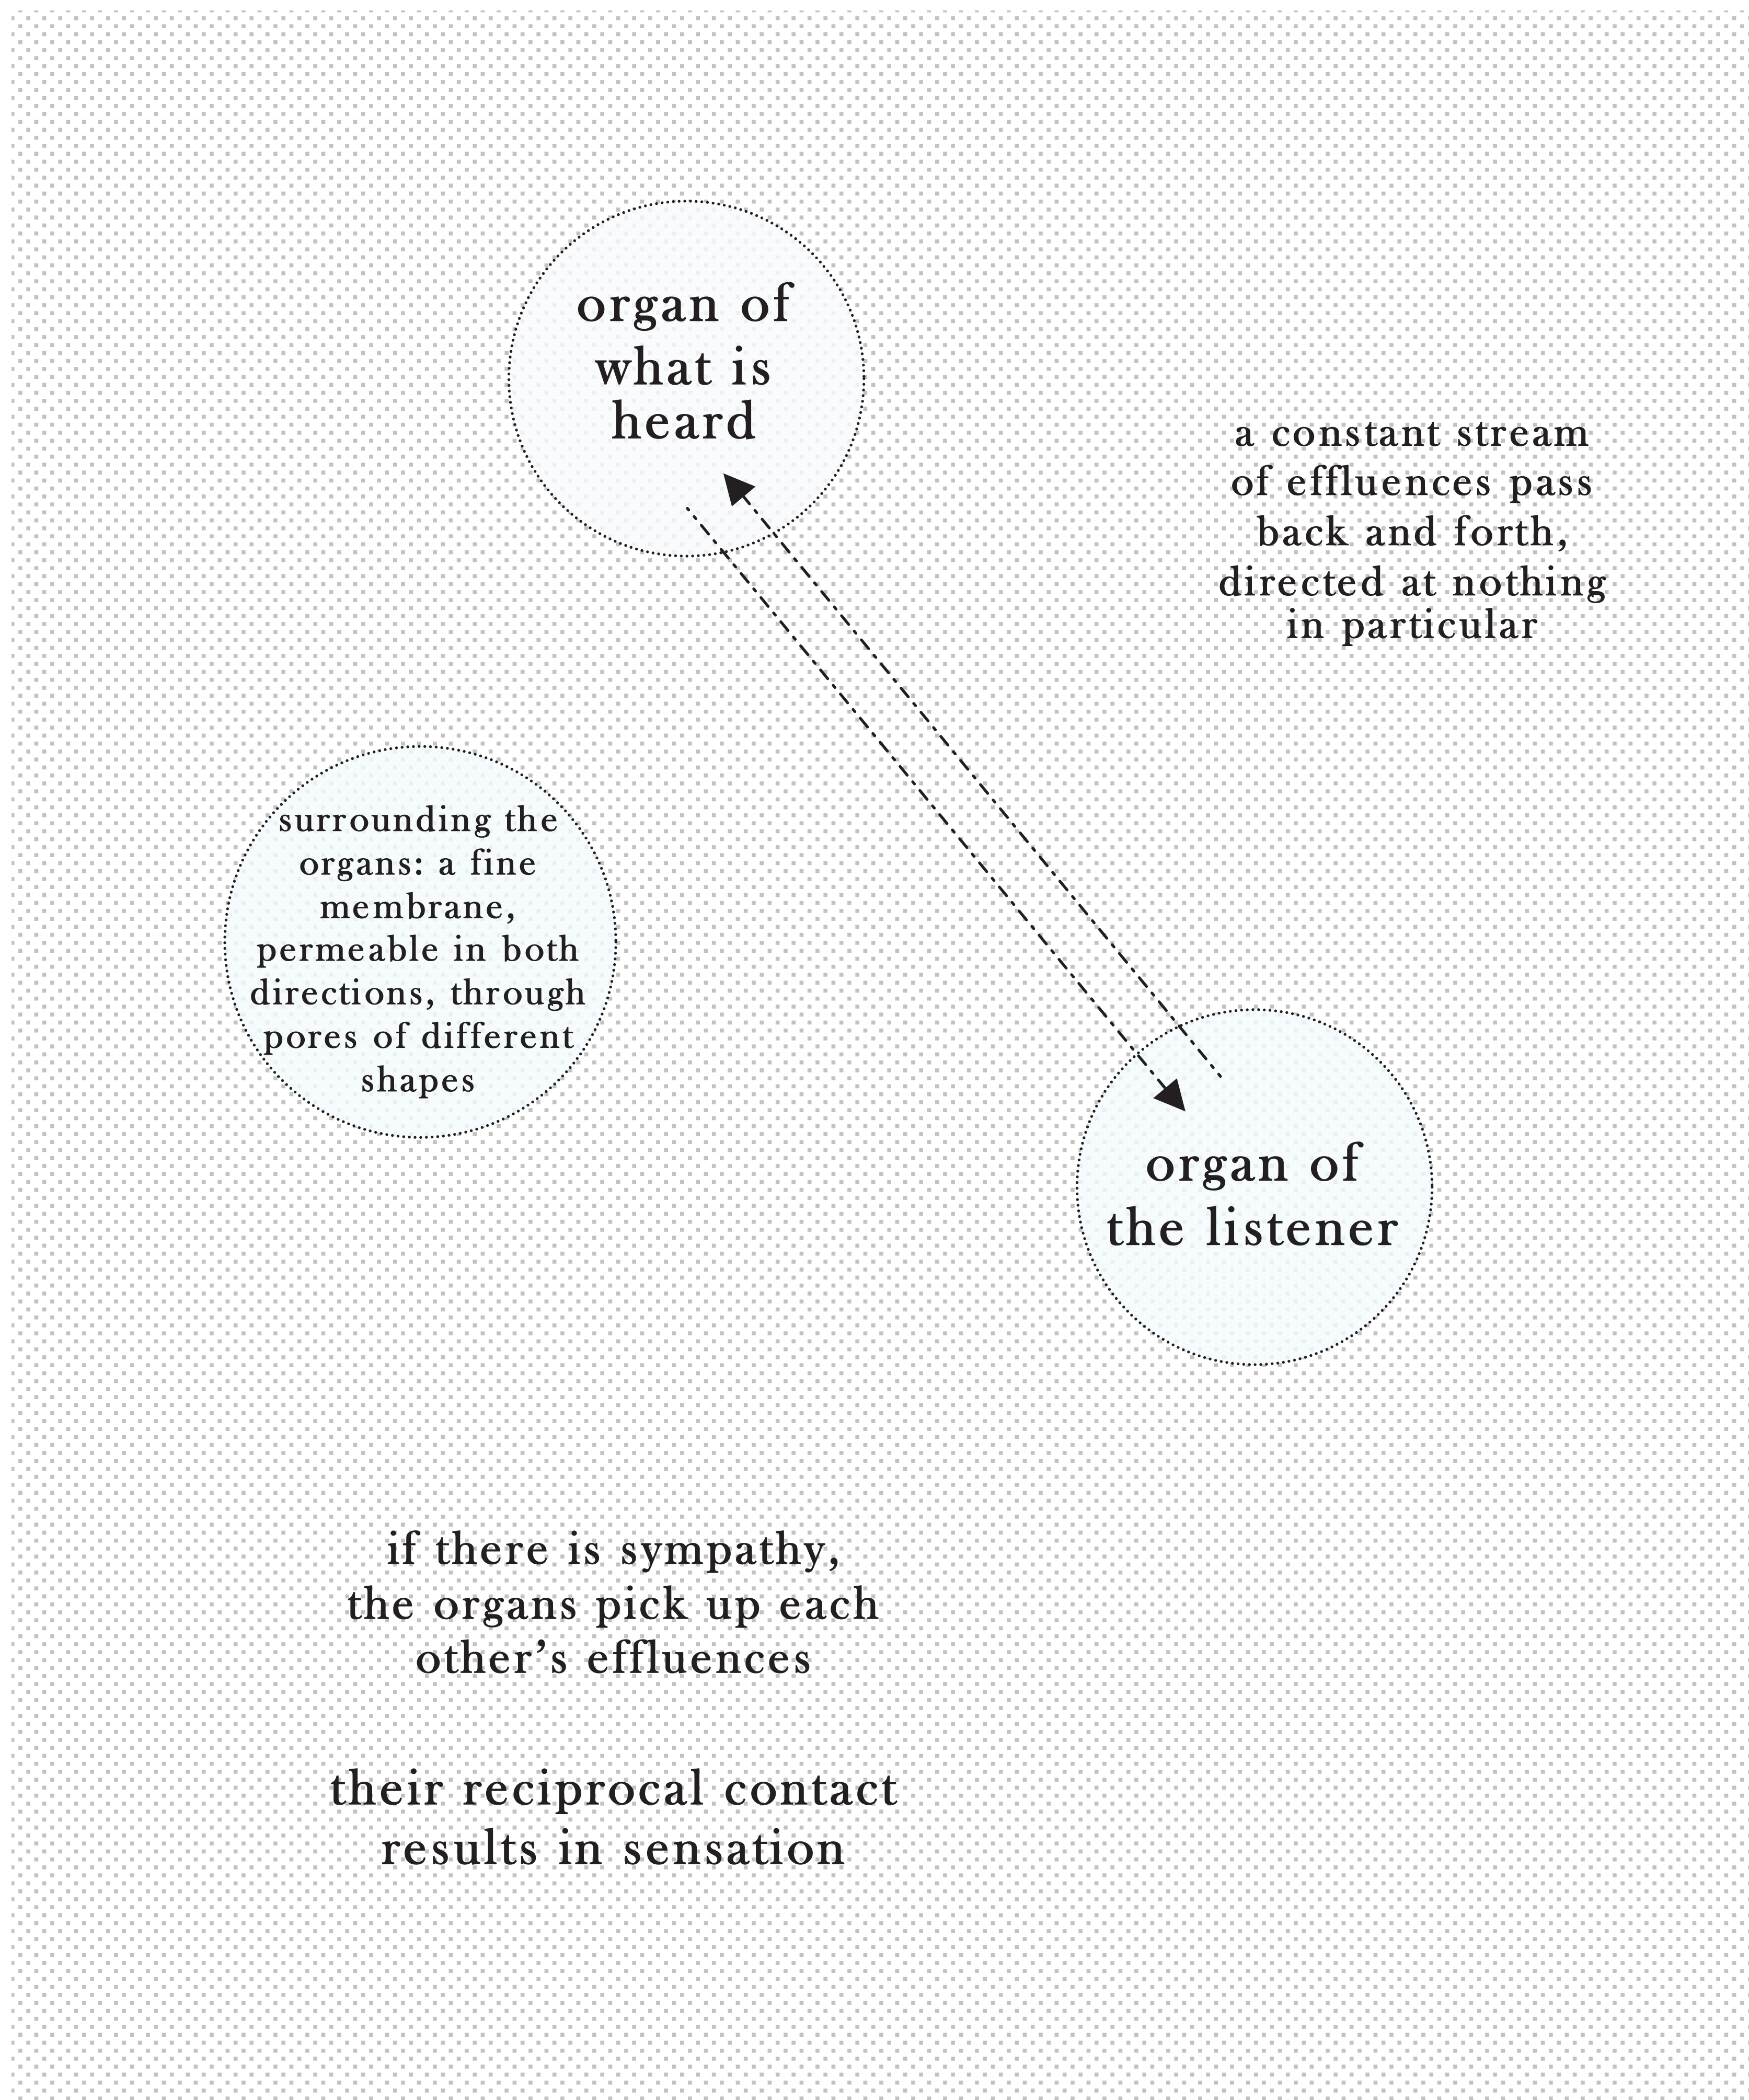 organ of
what is
heard
a constant stream
of effluences pass
back and forth,
directed at nothing
in particular
surrounding the
organs: a fine
membrane,
permeable in both
directions, through
pores of different
shapes
organ of
the listener
if there is sympathy,
the organs pick up each
other’s effluences
their reciprocal contact
results in sensation